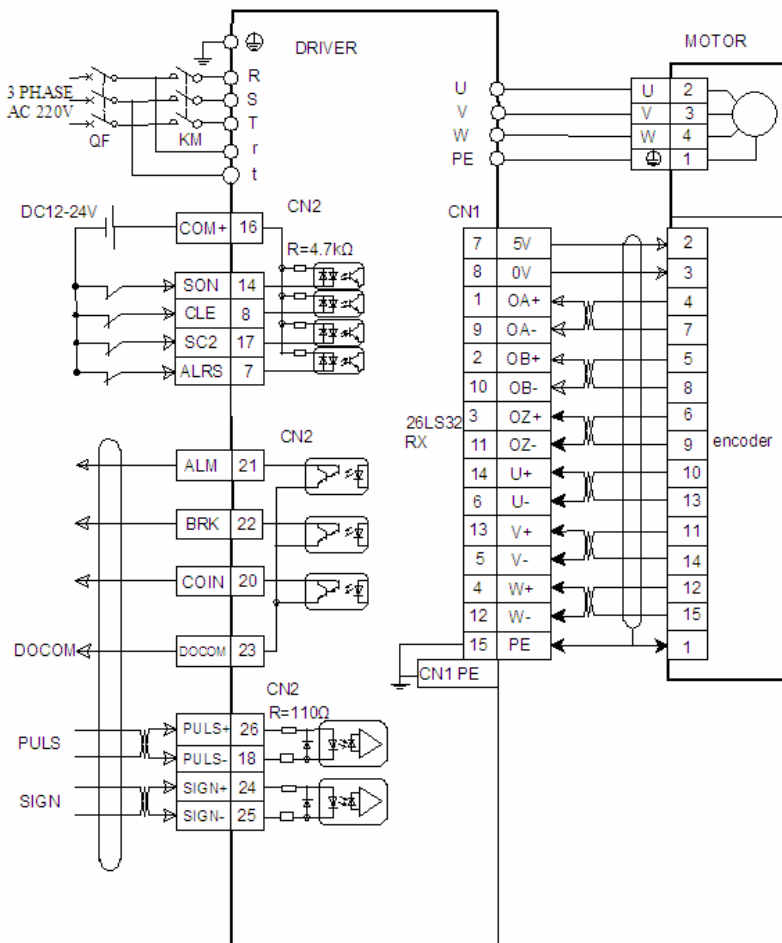 DRIVER
MOTOR
3 PHASE
AC 220V
QF
KM
R
S
T
r
t
U
V
W
PE
U 2
V 3
W 4
1
DC12-24V
CN2
COM+ 16
R=4.7kΩ
SON 14
CLE 8
SC2 17
ALRS 7
CN1
7 5V 2
8 0V 3
1 OA+ 4
9 OA- 7
2 OB+ 5
10 OB- 8
3 OZ+ 6
11 OZ- 9
14 U+ 10
6 U- 13
13 V+ 11
5 V- 14
4 W+ 12
12 W- 15
15 PE 1
26LS32
RX
encoder
CN1 PE
CN2
ALM 21
BRK 22
COIN 20
DOCOM
DOCOM 23
CN2
R=110Ω
PULS
PULS+ 26
PULS- 18
SIGN
SIGN+ 24
SIGN- 25